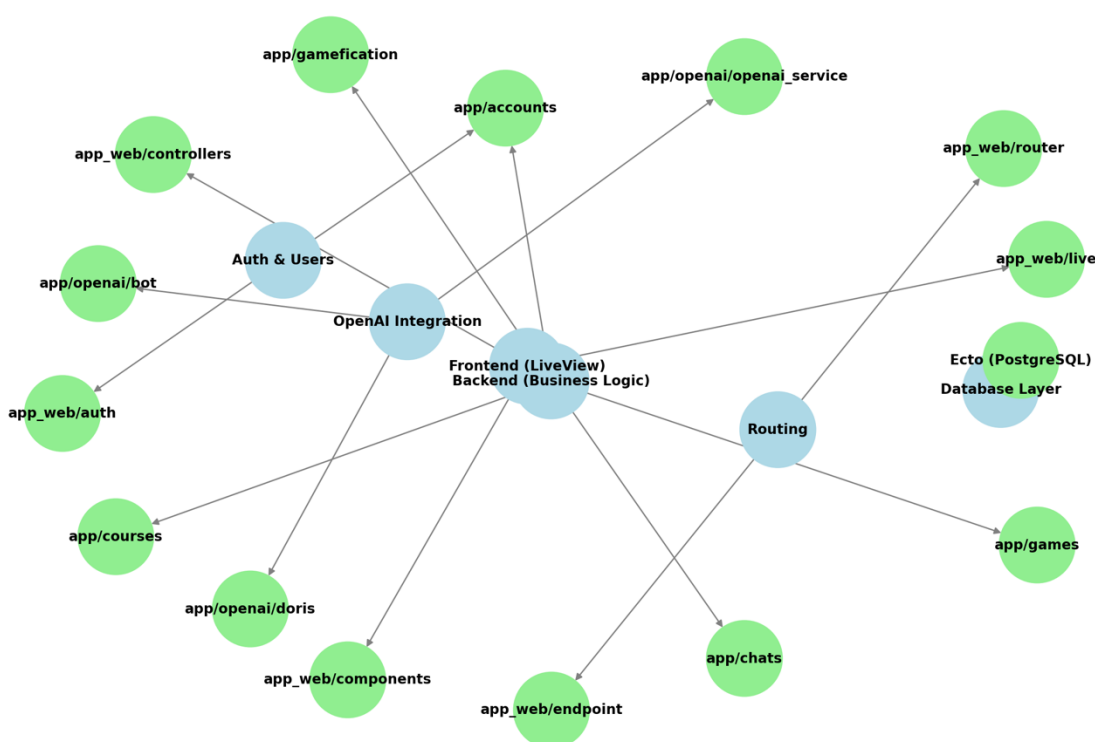 app/gamefication
app/openai/openai_service
app/accounts
app_web/router
app_web/controllers
Auth & Users
app_web/live
app/openai/bot
OpenAI Integration
Ecto (PostgreSQL)
Frontend (LiveView)
Backend (Business Logic)
Database Layer
app_web/auth
Routing
app/courses
app/games
app/openai/doris
app/chats
app_web/components
app_web/endpoint